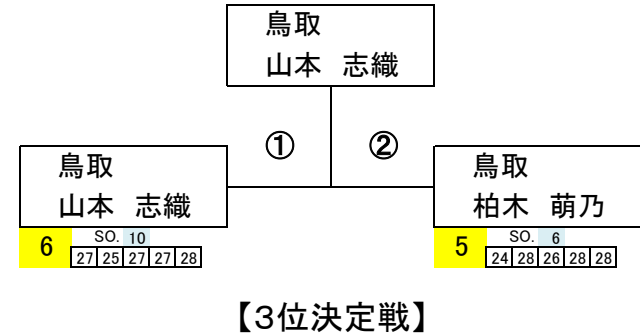 鳥取
山本 志織
① ②
鳥取
山本 志織
6 SO. 10
27 25 27 27 28
鳥取
柏木 萌乃
5 SO. 6
24 28 26 28 28
【3位決定戦】